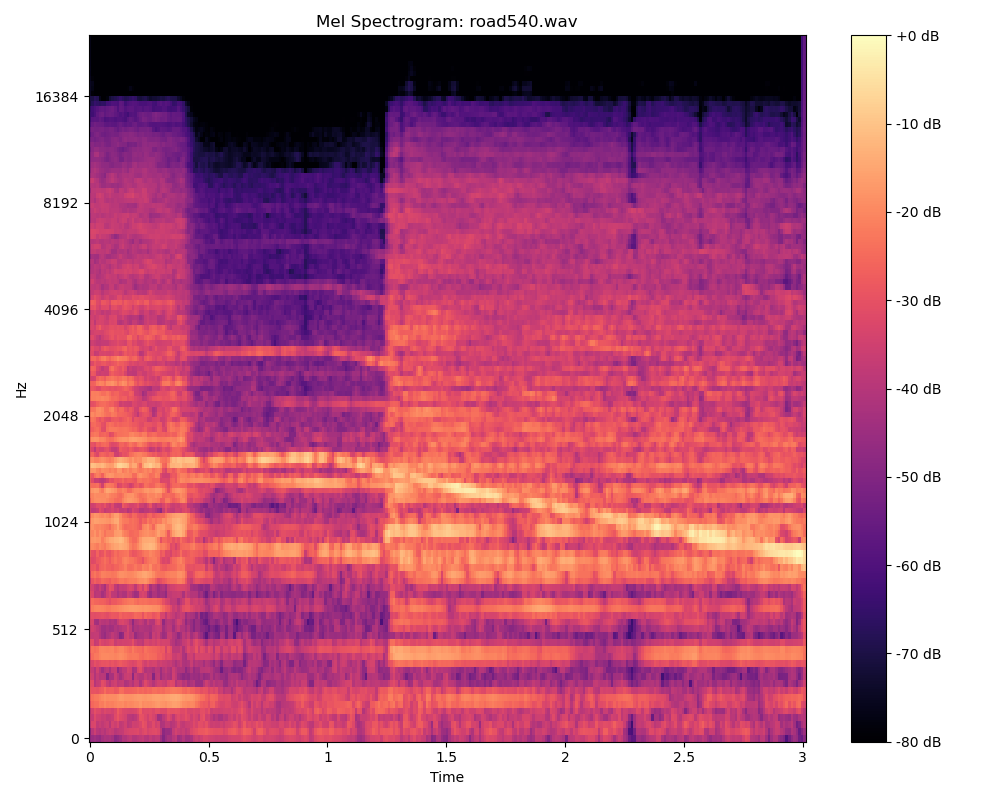 Mel Spectrogram: road540.wav
+0 dB
16384
-10 dB
-20 dB
8192
-30 dB
4096
Hz
-40 dB
2048
-50 dB
1024
-60 dB
512
-70 dB
0
-80 dB
0 0.5 1 1.5 2 2.5 3
Time